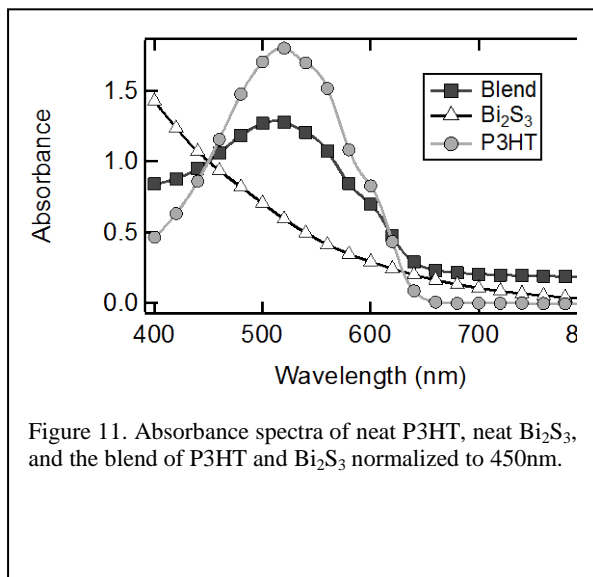 1.5
1.0
0.5
0.0
Absorbance
Blend
Bi₂S₃
P3HT
400 500 600 700 8
Wavelength (nm)
Figure 11. Absorbance spectra of neat P3HT, neat Bi₂S₃,
and the blend of P3HT and Bi₂S₃ normalized to 450nm.